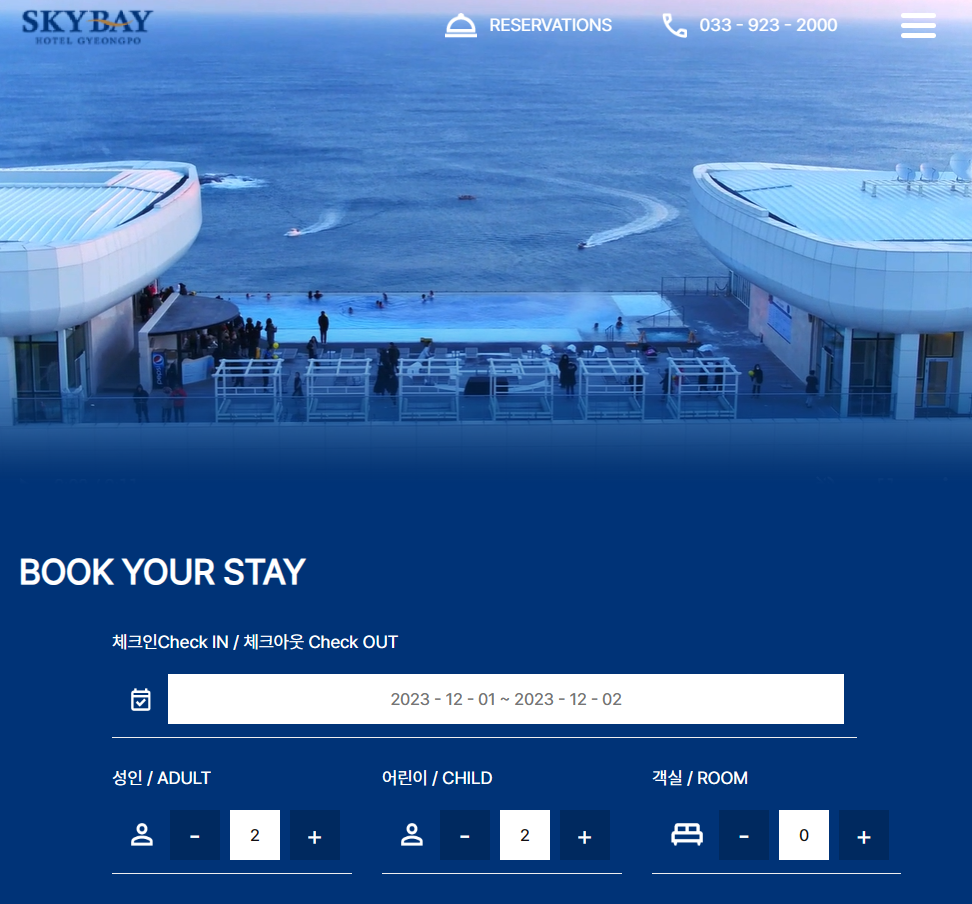 SKYBAY
HOTEL GYEONGPO
RESERVATIONS
033 - 923 - 2000
BOOK YOUR STAY
체크인Check IN / 체크아웃 Check OUT
2023 - 12 - 01 ~ 2023 - 12 - 02
성인 / ADULT
어린이 / CHILD
객실 / ROOM
- 2 +
- 2 +
- 0 +